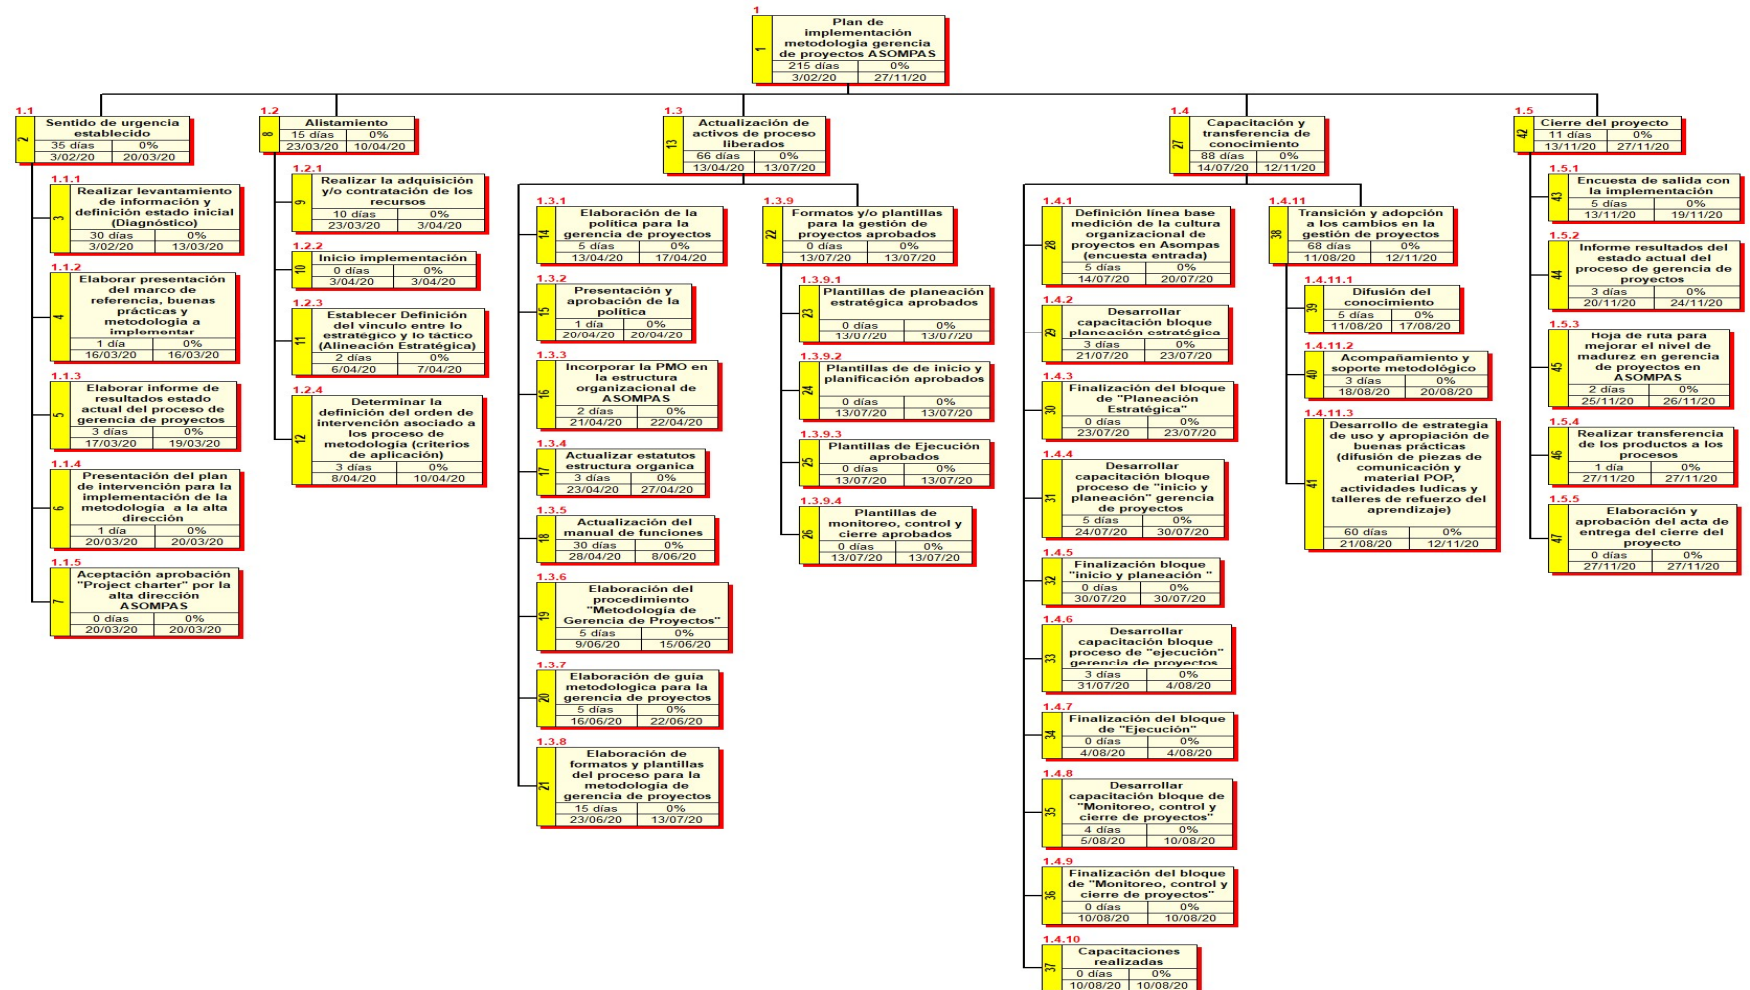 1
Plan de
implementación
metodologia gerencia
de proyectos ASOMPAS
1
215 días 0%
3/02/20 27/11/20
1.1
Sentido de urgencia
establecido
2
35 días 0%
3/02/20 20/03/20
1.1.1
Realizar levantamiento
de información y
definición estado inicial
(Diagnóstico)
3
30 días 0%
3/02/20 13/03/20
1.1.2
Elaborar presentación
del marco de
referencia, buenas
prácticas y
metodologia a
implementar
4
1 día 0%
16/03/20 16/03/20
1.1.3
Elaborar informe de
resultados estado
actual del proceso de
gerencia de proyectos
5
3 días 0%
17/03/20 19/03/20
1.1.4
Presentación del plan
de intervención para la
implementación de la
metodología a la alta
dirección
6
1 día 0%
20/03/20 20/03/20
1.1.5
Aceptación aprobación
"Project charter" por la
alta dirección
ASOMPAS
7
0 días 0%
20/03/20 20/03/20
1.2
Alistamiento
8
15 días 0%
23/03/20 10/04/20
1.2.1
Realizar la adquisición
y/o contratación de los
recursos
9
10 días 0%
23/03/20 3/04/20
1.2.2
Inicio implementación
10
0 días 0%
3/04/20 3/04/20
1.2.3
Establecer Definición
del vinculo entre lo
estratégico y lo táctico
(Alineación Estratégica)
11
2 días 0%
6/04/20 7/04/20
1.2.4
Determinar la
definición del orden de
intervención asociado a
los proceso de
metodología (criterios
de aplicación)
12
3 días 0%
8/04/20 10/04/20
1.3
Actualización de
activos de proceso
liberados
13
66 días 0%
13/04/20 13/07/20
1.3.1
Elaboración de la
política para la
gerencia de proyectos
14
5 días 0%
13/04/20 17/04/20
1.3.2
Presentación y
aprobación de la
política
15
1 día 0%
20/04/20 20/04/20
1.3.3
Incorporar la PMO en
la estructura
organizacional de
ASOMPAS
16
2 días 0%
21/04/20 22/04/20
1.3.4
Actualizar estatutos
estructura organica
17
3 días 0%
23/04/20 27/04/20
1.3.5
Actualización del
manual de funciones
18
30 días 0%
28/04/20 8/06/20
1.3.6
Elaboración del
procedimiento
"Metodología de
Gerencia de Proyectos"
19
5 días 0%
9/06/20 15/06/20
1.3.7
Elaboración de guía
metodologica para la
gerencia de proyectos
20
5 días 0%
16/06/20 22/06/20
1.3.8
Elaboración de
formatos y plantillas
del proceso para la
metodología de
gerencia de proyectos
21
15 días 0%
23/06/20 13/07/20
1.3.9
Formatos y/o plantillas
para la gestión de
proyectos aprobados
22
0 días 0%
13/07/20 13/07/20
1.3.9.1
Plantillas de planeación
estratégica aprobados
23
0 días 0%
13/07/20 13/07/20
1.3.9.2
Plantillas de de inicio y
planificación aprobados
24
0 días 0%
13/07/20 13/07/20
1.3.9.3
Plantillas de Ejecución
aprobados
25
0 días 0%
13/07/20 13/07/20
1.3.9.4
Plantillas de
monitoreo, control y
cierre aprobados
26
0 días 0%
13/07/20 13/07/20
1.4
Capacitación y
transferencia de
conocimiento
27
88 días 0%
14/07/20 12/11/20
1.4.1
Definición línea base
medición de la cultura
organizacional de
proyectos en Asompas
(encuesta entrada)
28
5 días 0%
14/07/20 20/07/20
1.4.2
Desarrollar
capacitación bloque
planeación estratégica
29
3 días 0%
21/07/20 23/07/20
1.4.3
Finalización del bloque
de "Planeación
Estratégica"
30
0 días 0%
23/07/20 23/07/20
1.4.4
Desarrollar
capacitación bloque
proceso de "inicio y
planeación" gerencia
de proyectos
31
5 días 0%
24/07/20 30/07/20
1.4.5
Finalización bloque
"inicio y planeación "
32
0 días 0%
30/07/20 30/07/20
1.4.6
Desarrollar
capacitación bloque
proceso de "ejecución"
gerencia de proyectos
33
3 días 0%
31/07/20 4/08/20
1.4.7
Finalización del bloque
de "Ejecución"
34
0 días 0%
4/08/20 4/08/20
1.4.8
Desarrollar
capacitación bloque de
"Monitoreo, control y
cierre de proyectos"
35
4 días 0%
5/08/20 10/08/20
1.4.9
Finalización del bloque
de "Monitoreo, control y
cierre de proyectos"
36
0 días 0%
10/08/20 10/08/20
1.4.10
Capacitaciones
realizadas
37
0 días 0%
10/08/20 10/08/20
1.4.11
Transición y adopción
a los cambios en la
gestión de proyectos
38
68 días 0%
11/08/20 12/11/20
1.4.11.1
Difusión del
conocimiento
39
5 días 0%
11/08/20 17/08/20
1.4.11.2
Acompañamiento y
soporte metodológico
40
3 días 0%
18/08/20 20/08/20
1.4.11.3
Desarrollo de estrategia
de uso y apropiación de
buenas prácticas
(difusión de piezas de
comunicación y
material POP,
actividades ludicas y
talleres de refuerzo del
aprendizaje)
41
60 días 0%
21/08/20 12/11/20
1.5
Cierre del proyecto
42
11 días 0%
13/11/20 27/11/20
1.5.1
Encuesta de salida con
la implementación
43
5 días 0%
13/11/20 19/11/20
1.5.2
Informe resultados del
estado actual del
proceso de gerencia de
proyectos
44
3 días 0%
20/11/20 24/11/20
1.5.3
Hoja de ruta para
mejorar el nivel de
madurez en gerencia
de proyectos en
ASOMPAS
45
2 días 0%
25/11/20 26/11/20
1.5.4
Realizar transferencia
de los productos a los
procesos
46
1 día 0%
27/11/20 27/11/20
1.5.5
Elaboración y
aprobación del acta de
entrega del cierre del
proyecto
47
0 días 0%
27/11/20 27/11/20